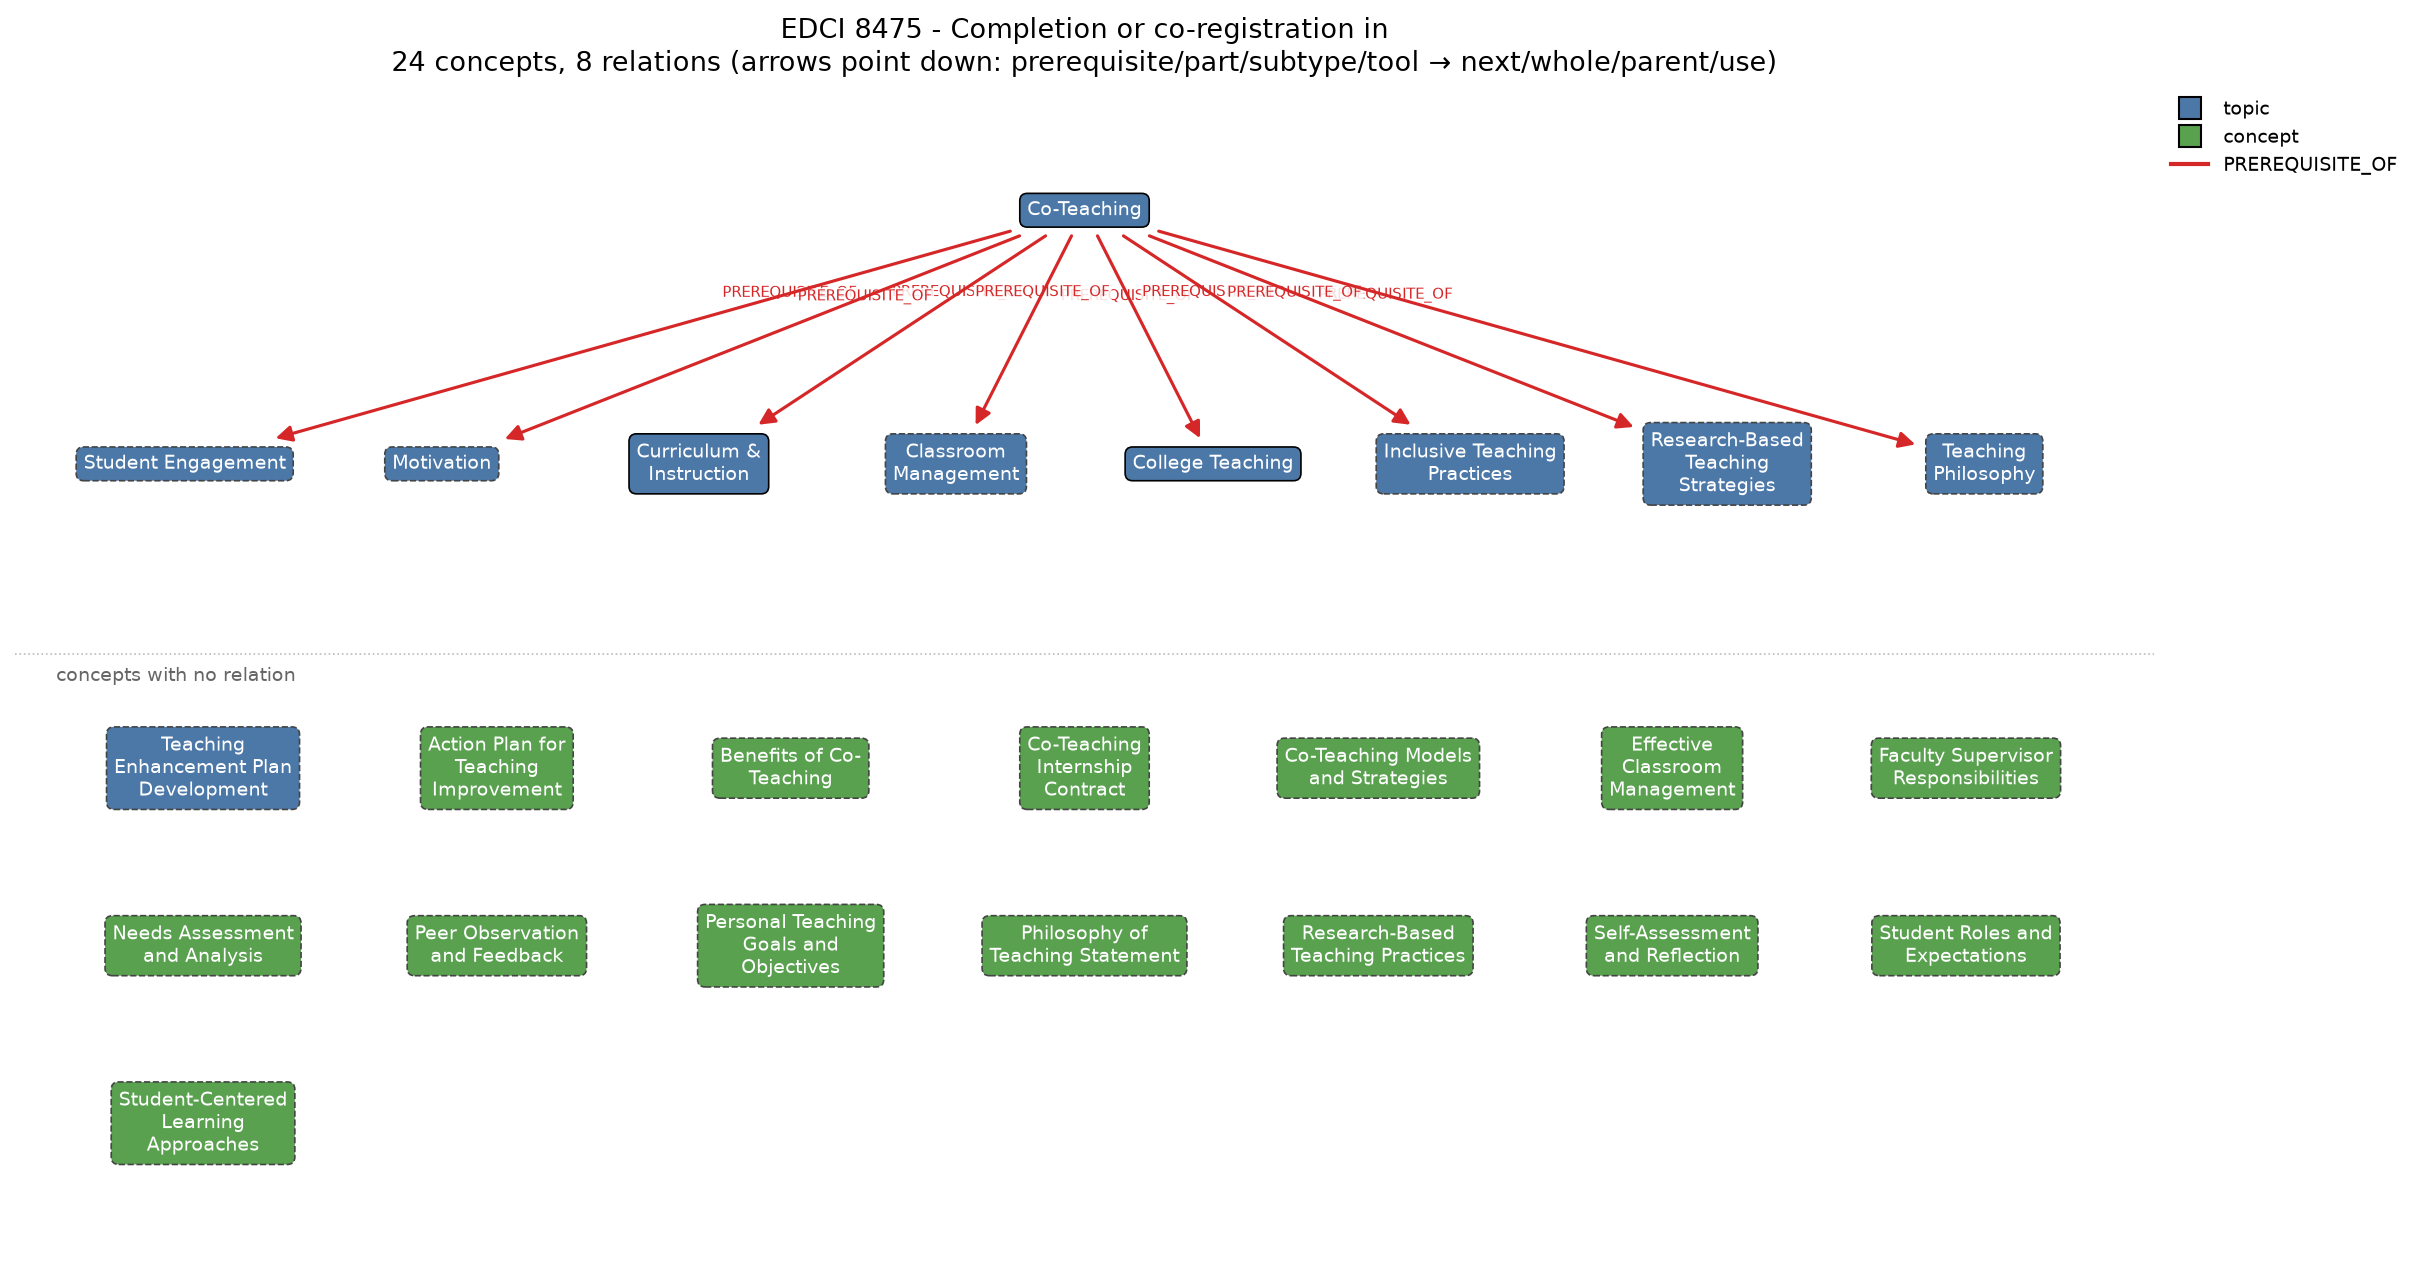 EDCI 8475 - Completion or co-registration in
24 concepts, 8 relations (arrows point down: prerequisite/part/subtype/tool → next/whole/parent/use)
topic
concept
PREREQUISITE_OF
Co-Teaching
PREREQUISITE_OF
PREREQUISITE_OF
PREREQUISITE_OF
Student Engagement
Motivation
Curriculum &
Instruction
Classroom
Management
College Teaching
Inclusive Teaching
Practices
Research-Based
Teaching
Strategies
Teaching
Philosophy
concepts with no relation
Teaching
Enhancement Plan
Development
Action Plan for
Teaching
Improvement
Benefits of Co-
Teaching
Co-Teaching
Internship
Contract
Co-Teaching Models
and Strategies
Effective
Classroom
Management
Faculty Supervisor
Responsibilities
Needs Assessment
and Analysis
Peer Observation
and Feedback
Personal Teaching
Goals and
Objectives
Philosophy of
Teaching Statement
Research-Based
Teaching Practices
Self-Assessment
and Reflection
Student Roles and
Expectations
Student-Centered
Learning
Approaches